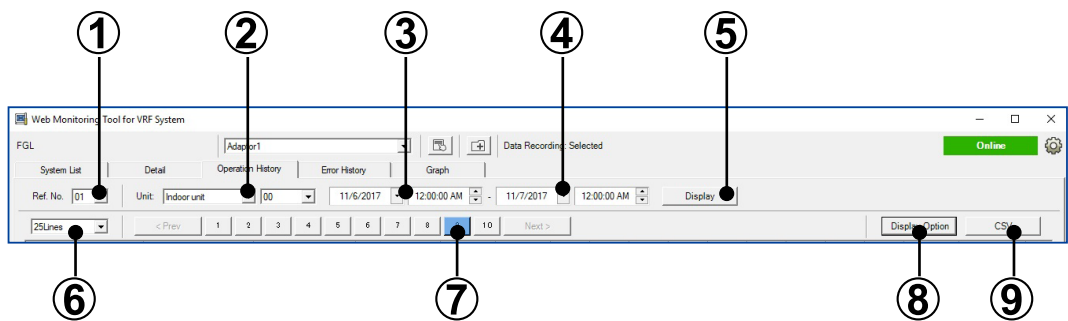 1 2 3 4 5
Web Monitoring Tool for VRF System
FGL Adaptor1 Data Recording: Selected Online
System List Detail Operation History Error History Graph
Ref. No. 01 Unit: Indoor unit 00 11/6/2017 12:00:00 AM - 11/7/2017 12:00:00 AM Display
25Lines < Prev 1 2 3 4 5 6 7 8 9 10 Next > Display Option CSV
6 7 8 9